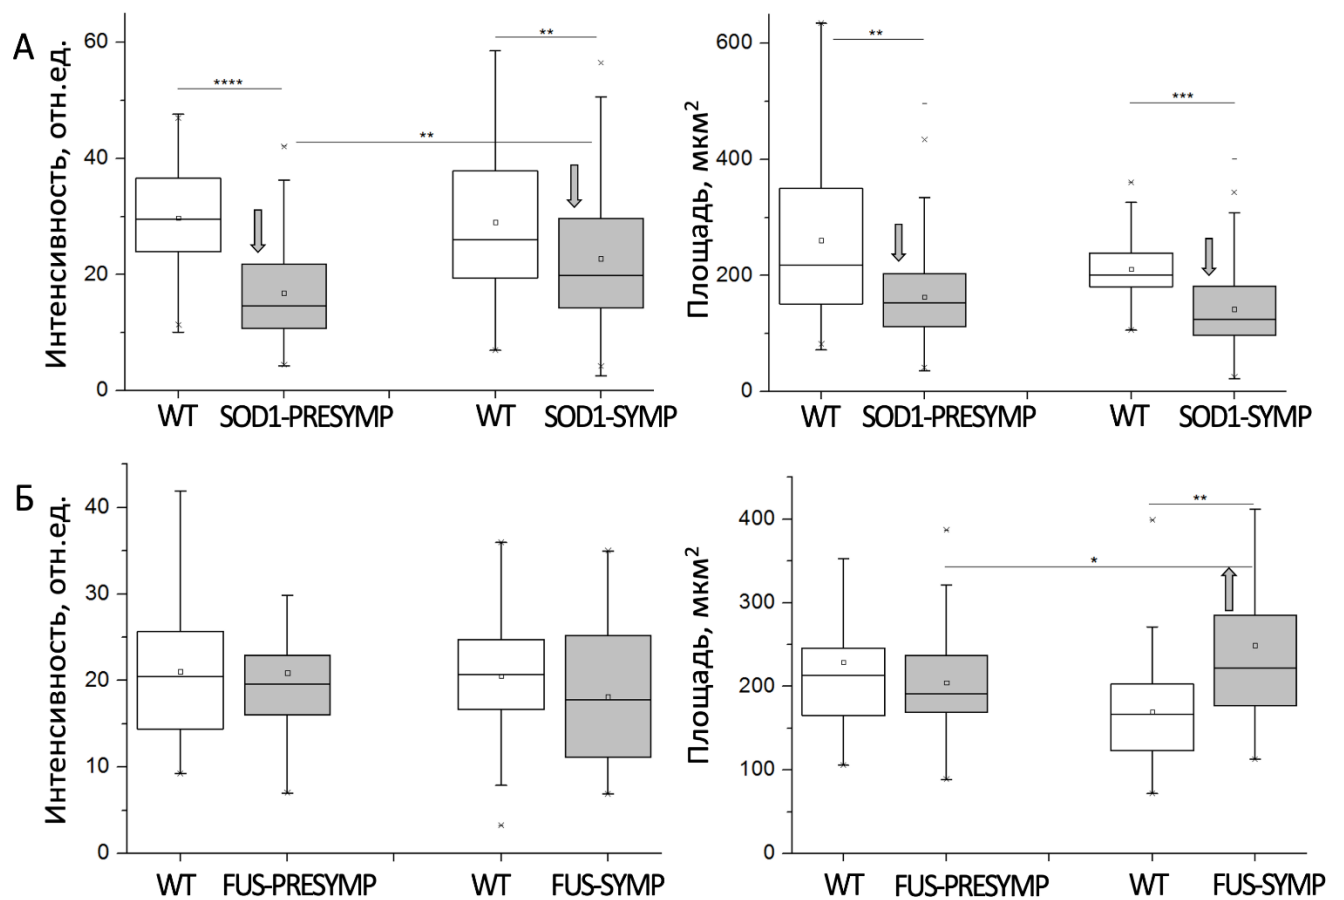 А
Интенсивность, отн.ед.
60
40
20
0
****
**
**
WT SOD1-PRESYMP WT SOD1-SYMP
Площадь, мкм²
600
400
200
0
**
***
WT SOD1-PRESYMP WT SOD1-SYMP
Б
Интенсивность, отн.ед.
40
30
20
10
0
WT FUS-PRESYMP WT FUS-SYMP
Площадь, мкм²
400
300
200
100
0
**
*
WT FUS-PRESYMP WT FUS-SYMP